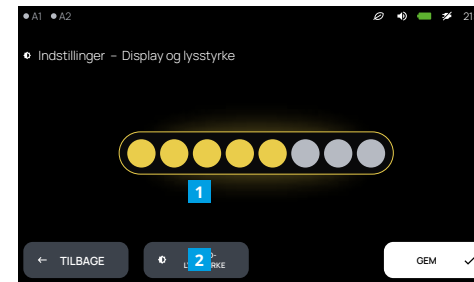 A1 A2 21
Indstillinger – Display og lysstyrke
1
TILBAGE
2
GEM